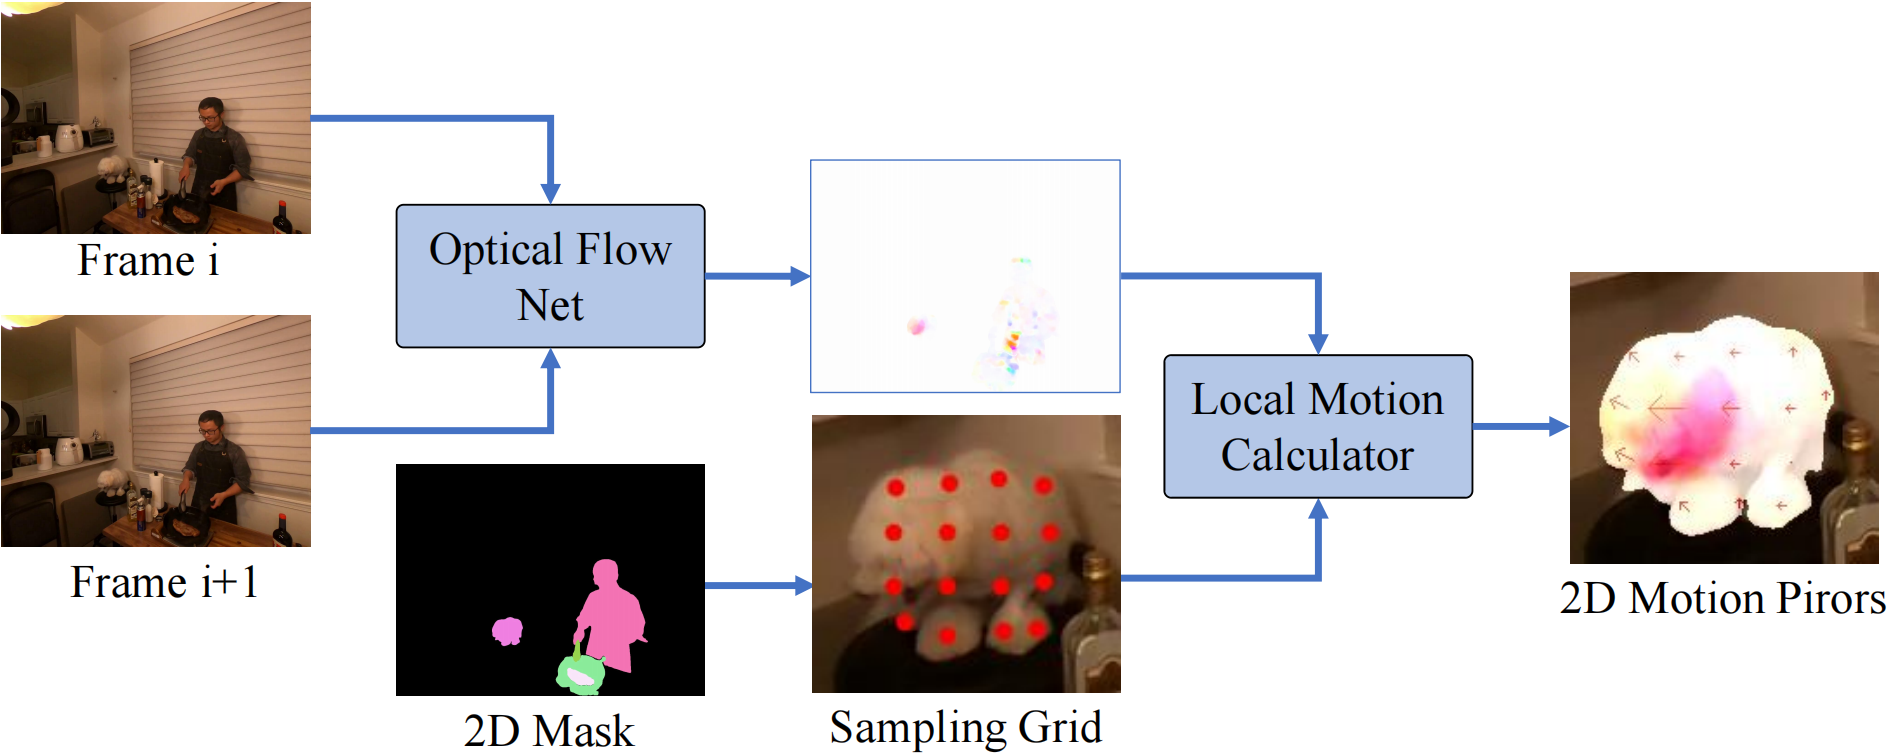 Frame i
Optical Flow
Net
Frame i+1
2D Mask
Sampling Grid
Local Motion
Calculator
2D Motion Pirors